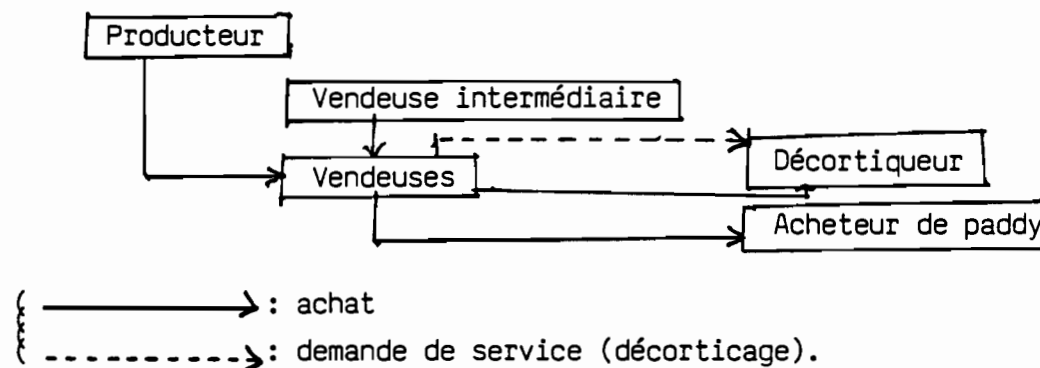 Producteur
Vendeuse intermédiaire
Vendeuses
Décortiqueur
Acheteur de paddy
: achat
: demande de service (décorticage).